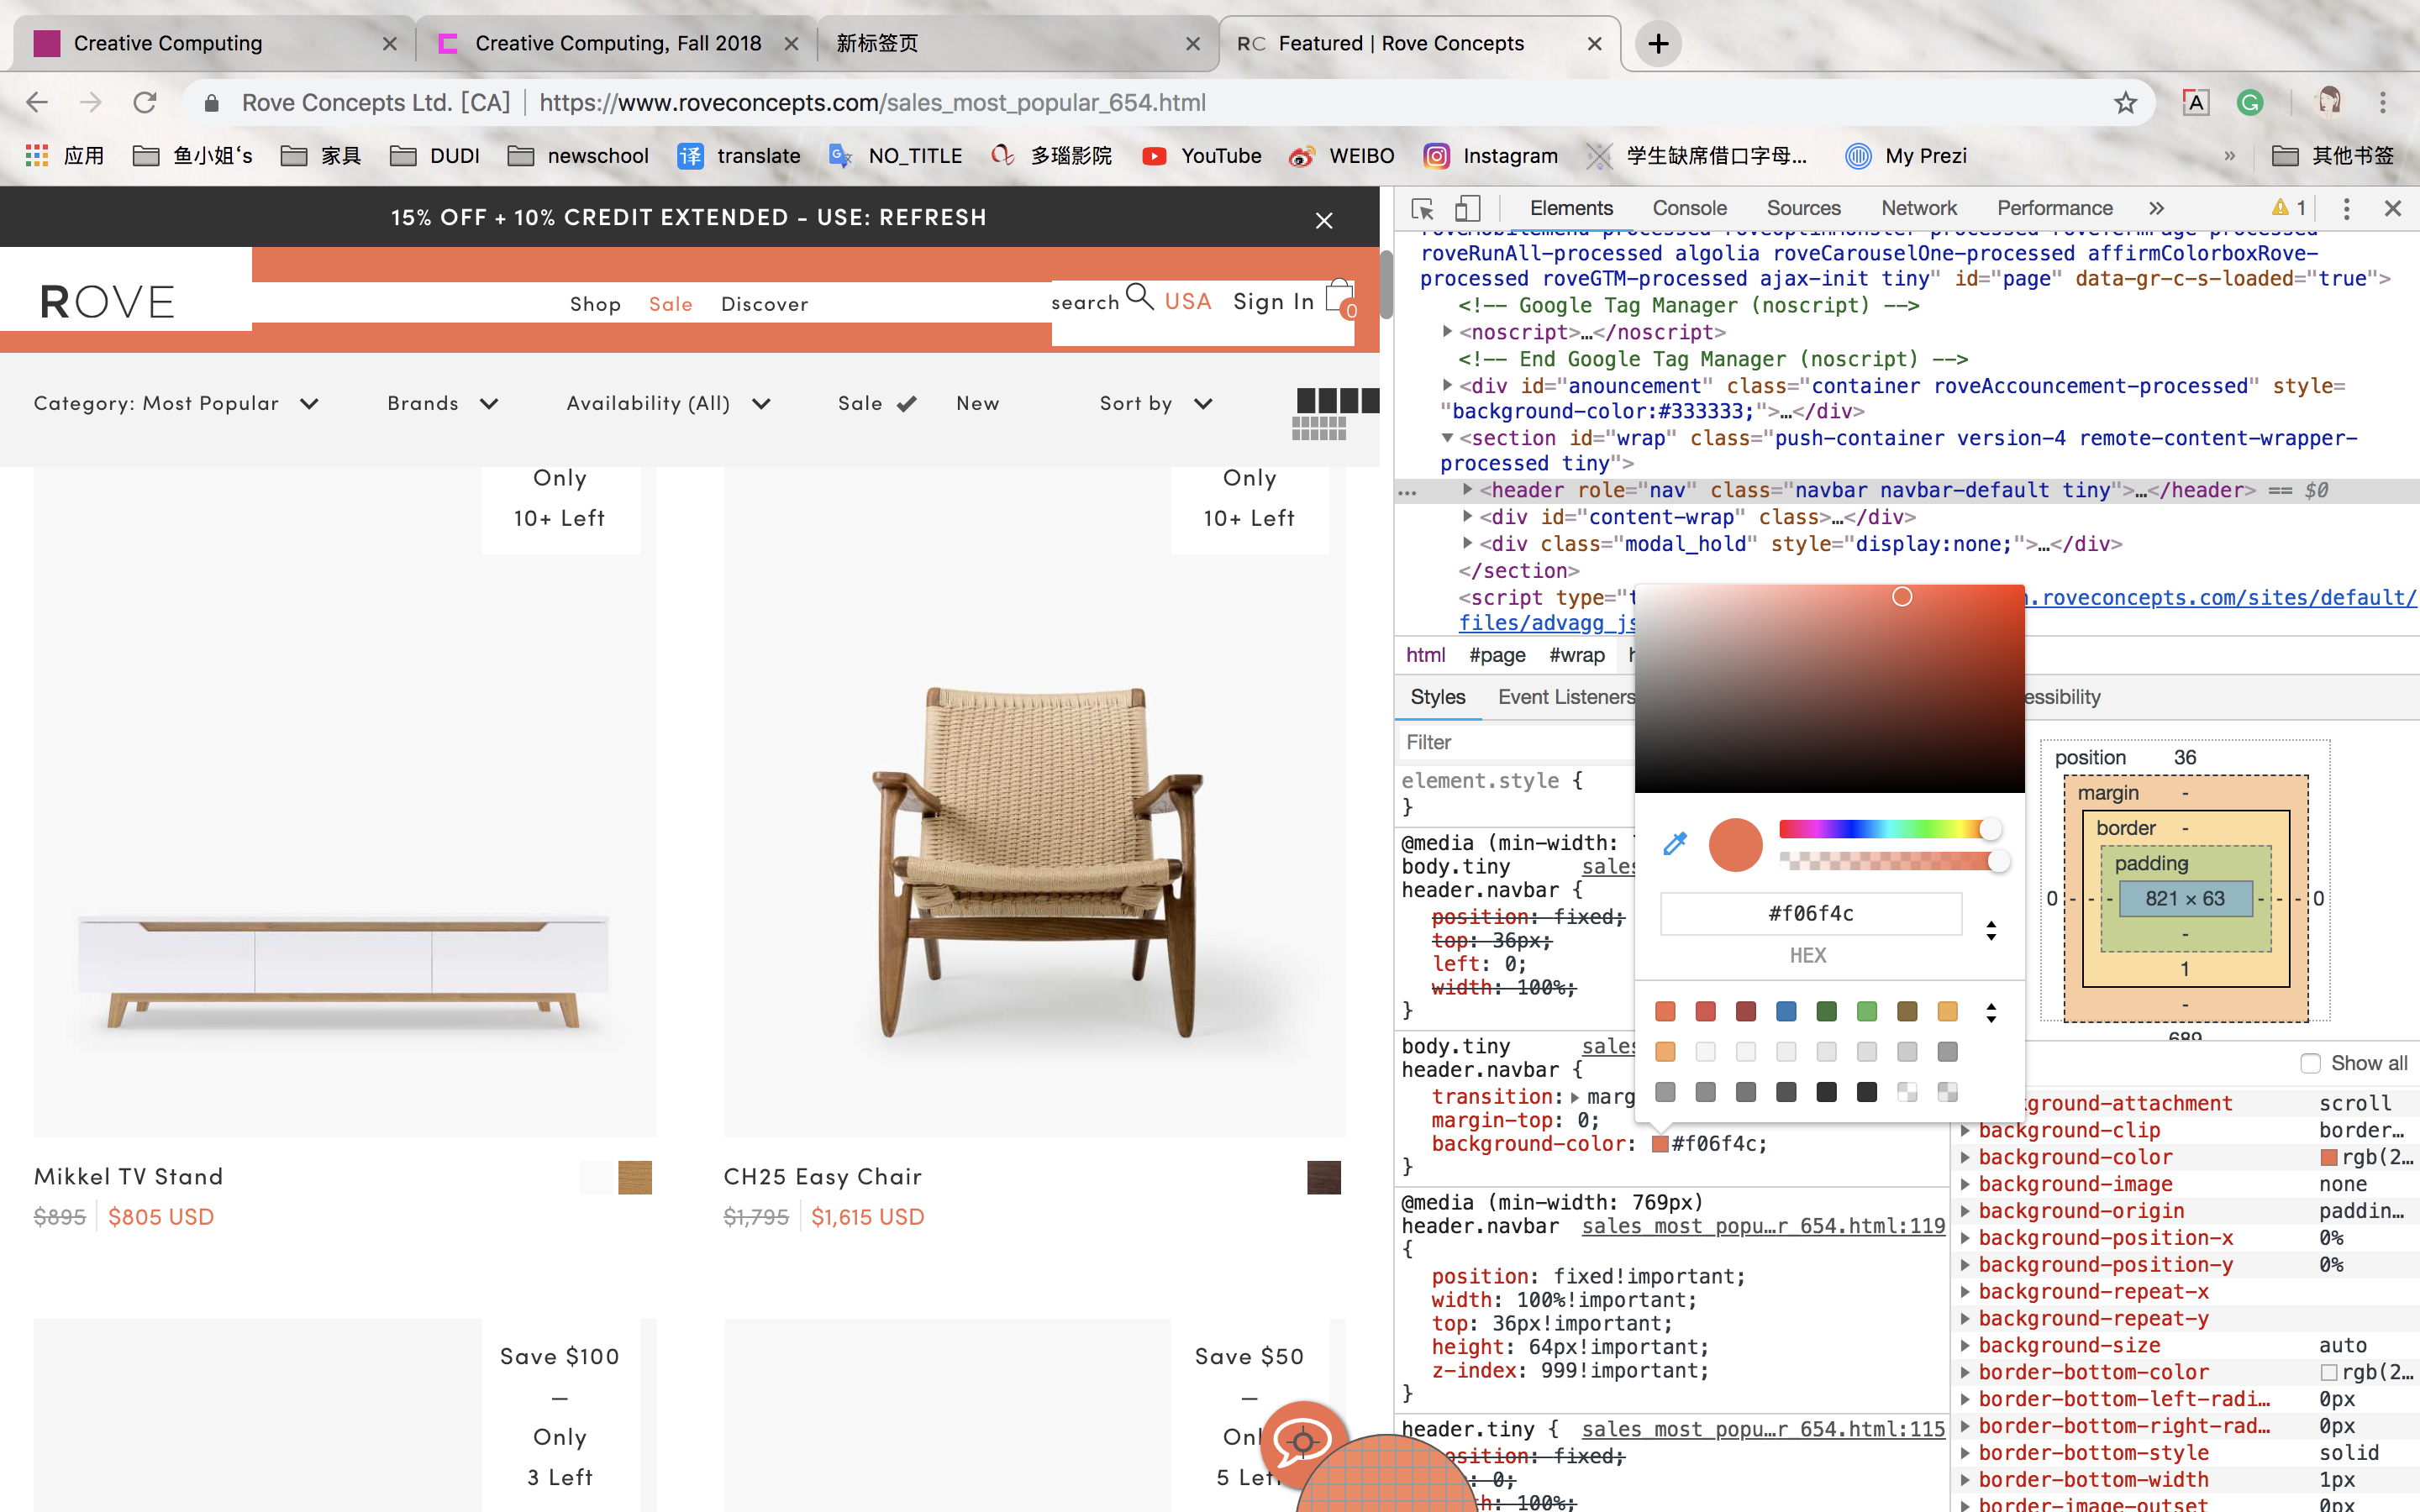 Creative Computing
Creative Computing, Fall 2018
新标签页
RC Featured | Rove Concepts
Rove Concepts Ltd. [CA] | https://www.roveconcepts.com/sales_most_popular_654.html
应用
鱼小姐's
家具
DUDI
newschool
译 translate
NO_TITLE
多瑙影院
YouTube
WEIBO
Instagram
学生缺席借口字母...
My Prezi
»
其他书签
15% OFF + 10% CREDIT EXTENDED - USE: REFRESH
ROVE
Shop Sale Discover
search USA Sign In 0
Category: Most Popular
Brands
Availability (All)
Sale
New
Sort by
Only
10+ Left
Only
10+ Left
Mikkel TV Stand
$895 | $805 USD
CH25 Easy Chair
$1,795 | $1,615 USD
Save $100
—
Only
3 Left
Save $50
—
Onl
5 Left
Elements Console Sources Network Performance » 1
roveRunAll-processed algolia roveCarouselOne-processed affirmColorboxRove-
processed roveGTM-processed ajax-init tiny" id="page" data-gr-c-s-loaded="true">
<!-- Google Tag Manager (noscript) -->
<noscript>…</noscript>
<!-- End Google Tag Manager (noscript) -->
<div id="anouncement" class="container roveAccouncement-processed" style=
"background-color:#333333;">…</div>
<section id="wrap" class="push-container version-4 remote-content-wrapper-
processed tiny">
… <header role="nav" class="navbar navbar-default tiny">…</header> == $0
<div id="content-wrap" class>…</div>
<div class="modal_hold" style="display:none;">…</div>
</section>
<script type="t n.roveconcepts.com/sites/default/
files/advagg_js
html #page #wrap h
Styles Event Listeners essibility
Filter
element.style {
}
@media (min-width: 7
body.tiny sales
header.navbar {
position: fixed;
top: 36px;
left: 0;
width: 100%;
}
body.tiny sales
header.navbar {
transition: marg
margin-top: 0;
background-color: #f06f4c;
}
@media (min-width: 769px)
header.navbar sales_most_popu…r_654.html:119
{
position: fixed!important;
width: 100%!important;
top: 36px!important;
height: 64px!important;
z-index: 999!important;
}
header.tiny { sales_most_popu…r_654.html:115
position: fixed;
: 0;
th: 100%;
#f06f4c
HEX
position 36
margin -
border -
padding
0 - - - 821 × 63 - - - 0
-
1
-
689
Show all
background-attachment scroll
background-clip border…
background-color rgb(2…
background-image none
background-origin paddin…
background-position-x 0%
background-position-y 0%
background-repeat-x
background-repeat-y
background-size auto
border-bottom-color rgb(2…
border-bottom-left-radi… 0px
border-bottom-right-rad… 0px
border-bottom-style solid
border-bottom-width 1px
border-image-outset 0px